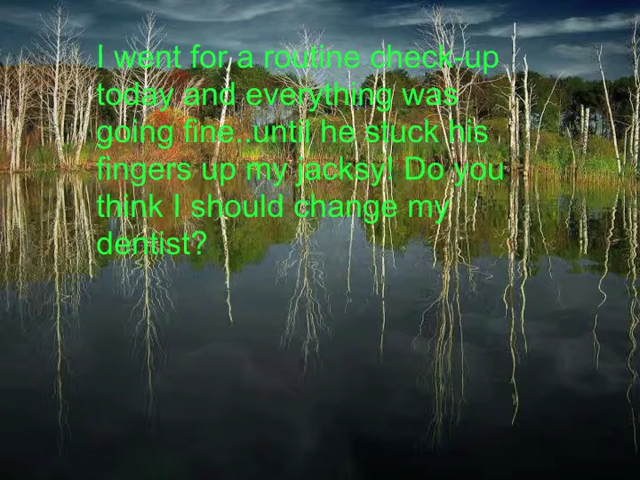 I went for a routine check-up
today and everything was
going fine..until he stuck his
fingers up my jacksy! Do you
think I should change my
dentist?